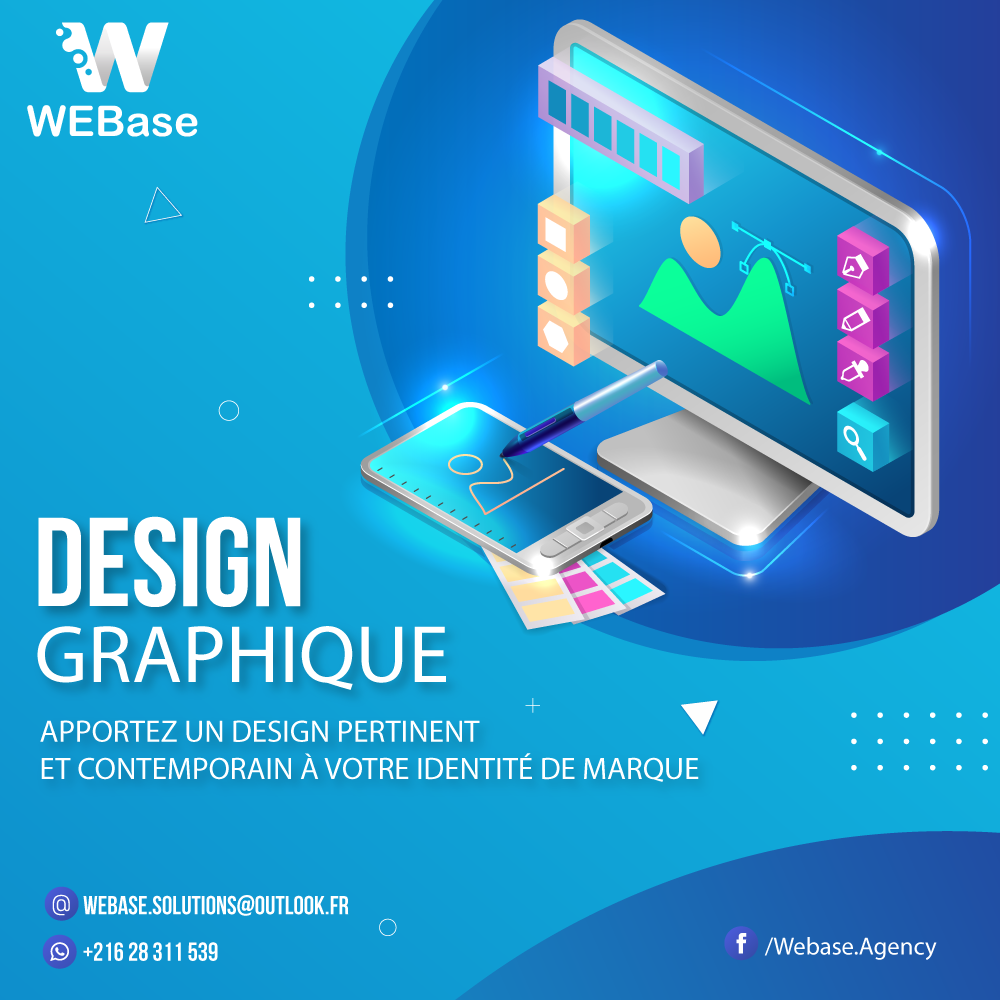 W
WEBase
DESIGN
GRAPHIQUE
APPORTEZ UN DESIGN PERTINENT
ET CONTEMPORAIN À VOTRE IDENTITÉ DE MARQUE
@ WEBASE.SOLUTIONS@OUTLOOK.FR
+216 28 311 539
f /Webase.Agency